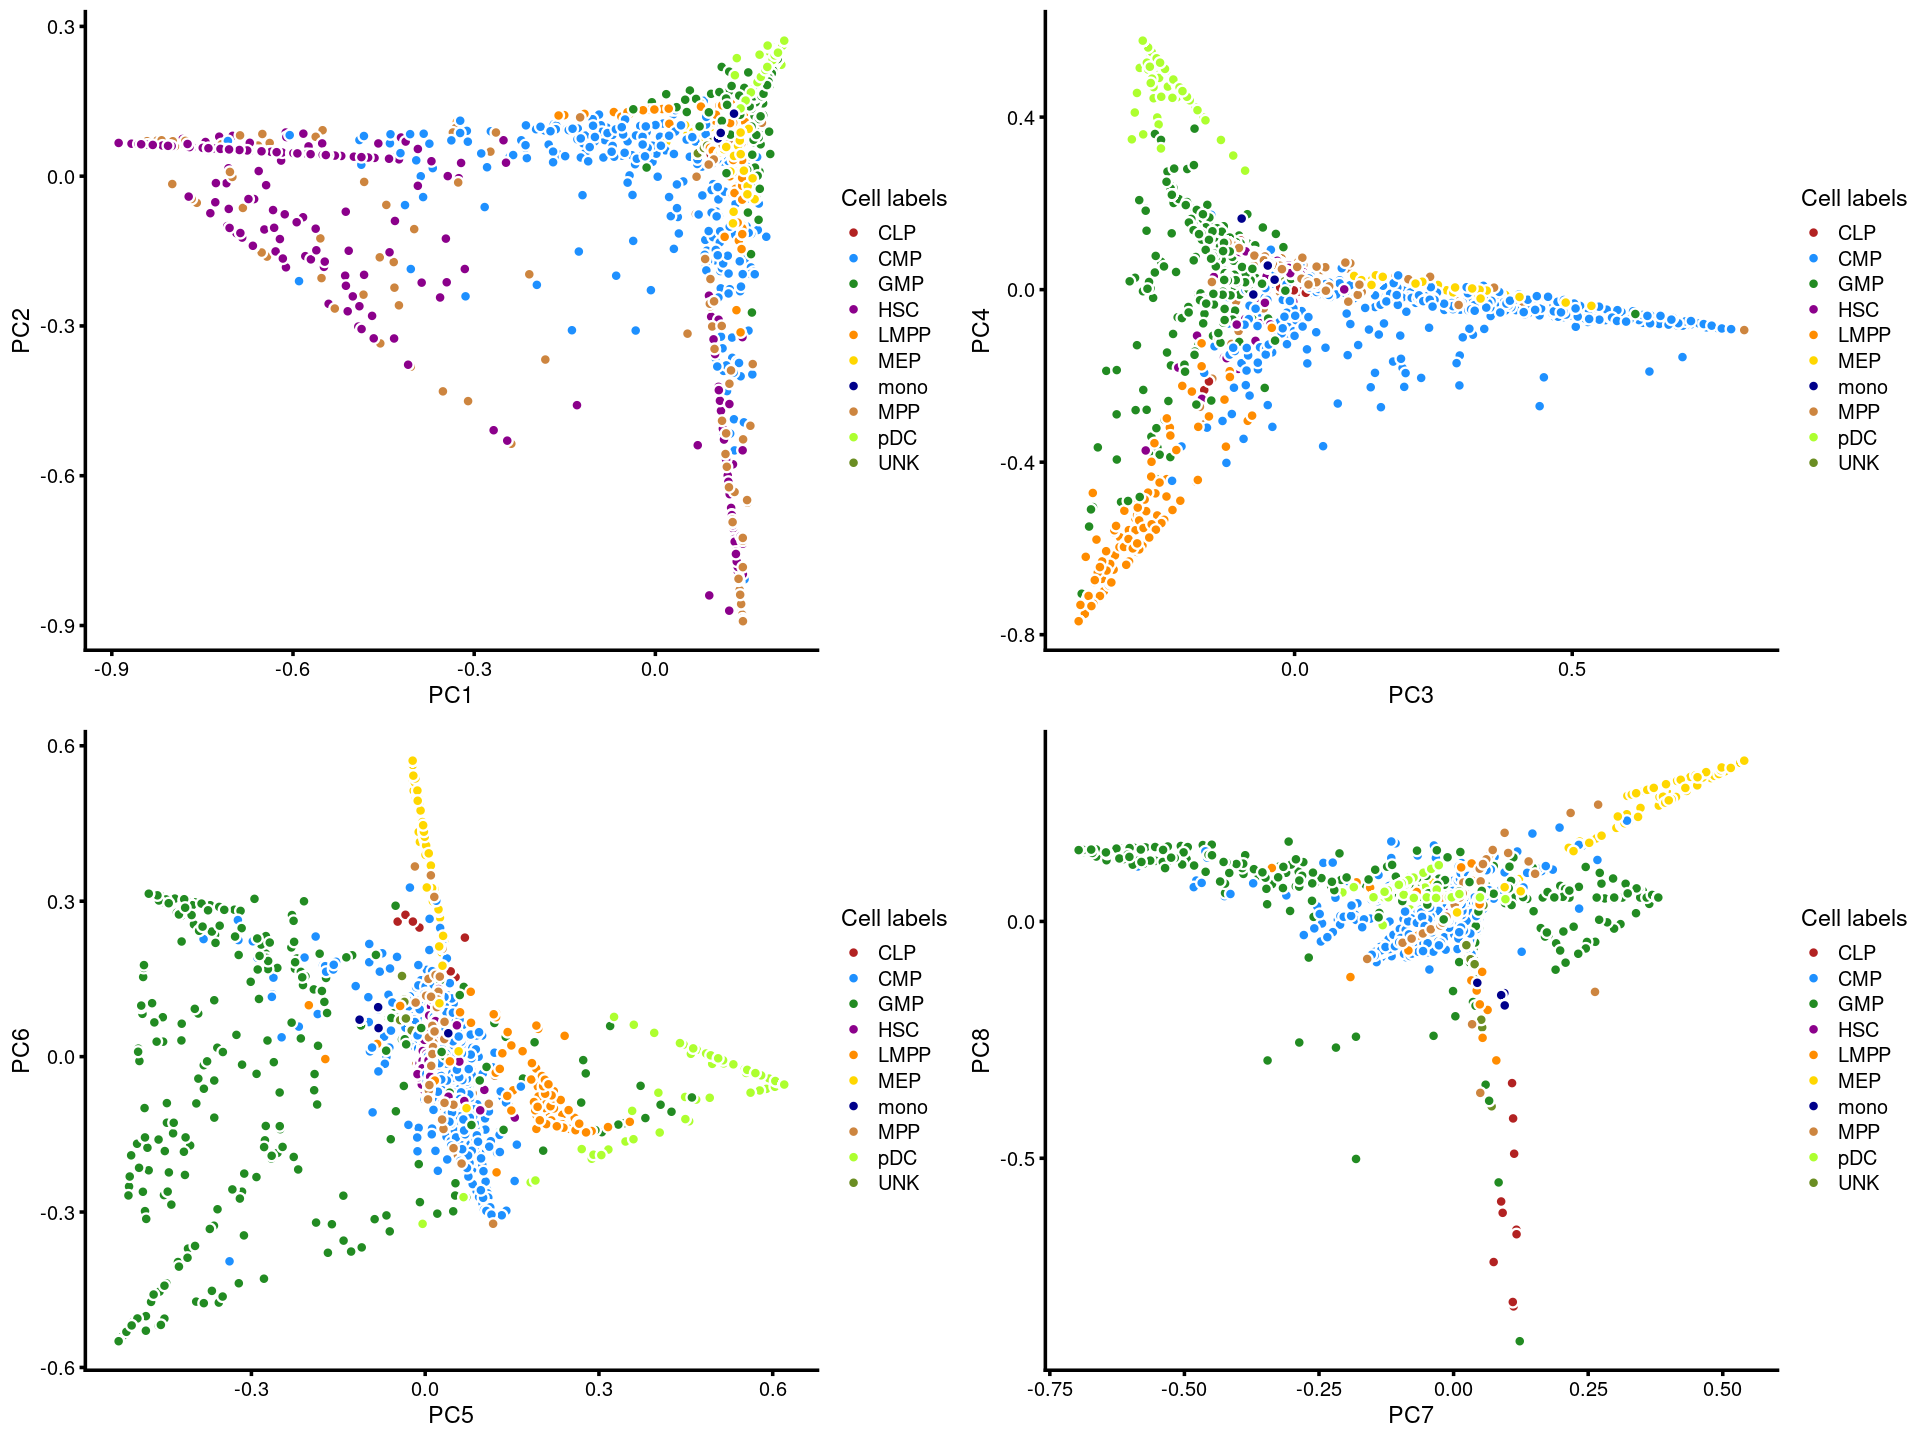 0.3
0.0
-0.3
-0.6
-0.9
PC2
-0.9
-0.6
-0.3
0.0
PC1
Cell labels
CLP
CMP
GMP
HSC
LMPP
MEP
mono
MPP
pDC
UNK
0.4
0.0
-0.4
-0.8
PC4
0.0
0.5
PC3
Cell labels
CLP
CMP
GMP
HSC
LMPP
MEP
mono
MPP
pDC
UNK
0.6
0.3
0.0
-0.3
-0.6
PC6
-0.3
0.0
0.3
0.6
PC5
Cell labels
CLP
CMP
GMP
HSC
LMPP
MEP
mono
MPP
pDC
UNK
0.0
-0.5
PC8
-0.75
-0.50
-0.25
0.00
0.25
0.50
PC7
Cell labels
CLP
CMP
GMP
HSC
LMPP
MEP
mono
MPP
pDC
UNK